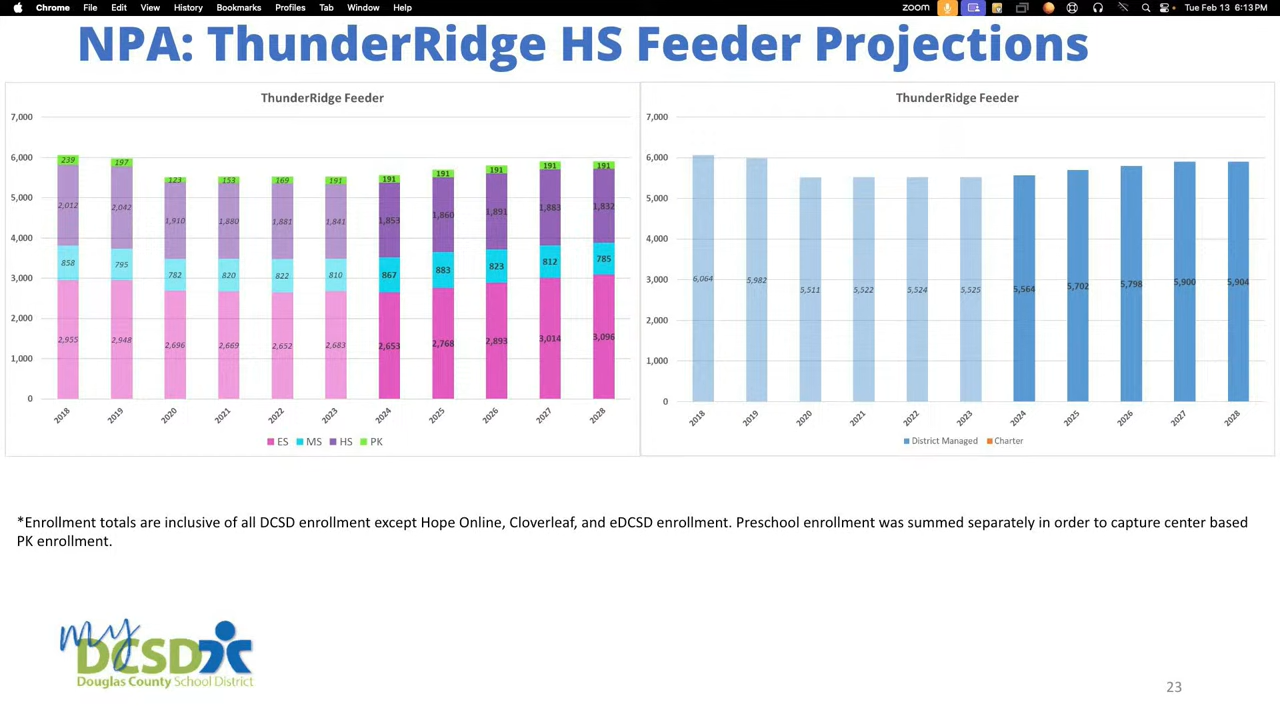 Chrome File Edit View History Bookmarks Profiles Tab Window Help zoom Tue Feb 13 6:13 PM
NPA: ThunderRidge HS Feeder Projections
ThunderRidge Feeder
7,000
6,000
5,000
4,000
3,000
2,000
1,000
0
239 197 123 153 169 191 191 191 191 191 191
2,012 2,042 1,910 1,880 1,881 1,841 1,853 1,860 1,891 1,883 1,832
858 795 782 820 822 810 867 883 823 812 785
2,955 2,948 2,696 2,669 2,652 2,683 2,653 2,768 2,893 3,014 3,096
2018 2019 2020 2021 2022 2023 2024 2025 2026 2027 2028
ES MS HS PK
ThunderRidge Feeder
7,000
6,000
5,000
4,000
3,000
2,000
1,000
0
6,064 5,982 5,511 5,522 5,524 5,525 5,564 5,702 5,798 5,900 5,904
2018 2019 2020 2021 2022 2023 2024 2025 2026 2027 2028
District Managed Charter
*Enrollment totals are inclusive of all DCSD enrollment except Hope Online, Cloverleaf, and eDCSD enrollment. Preschool enrollment was summed separately in order to capture center based
PK enrollment.
my
DCSD
Douglas County School District
23